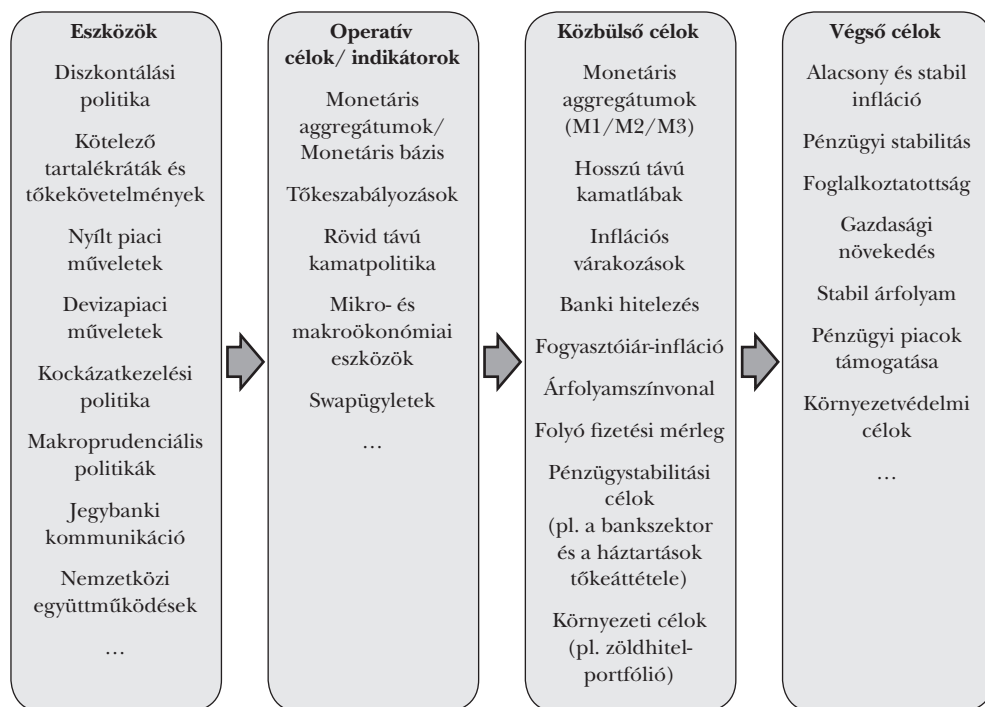 Eszközök
Diszkontálási
politika
Kötelező
tartalékráták és
tőkekövetelmények
Nyílt piaci
műveletek
Devizapiaci
műveletek
Kockázatkezelési
politika
Makroprudenciális
politikák
Jegybanki
kommunikáció
Nemzetközi
együttműködések
…
Operatív
célok/ indikátorok
Monetáris
aggregátumok/
Monetáris bázis
Tőkeszabályozások
Rövid távú
kamatpolitika
Mikro- és
makroökonómiai
eszközök
Swapügyletek
…
Közbülső célok
Monetáris
aggregátumok
(M1/M2/M3)
Hosszú távú
kamatlábak
Inflációs
várakozások
Banki hitelezés
Fogyasztóiár-infláció
Árfolyamszínvonal
Folyó fizetési mérleg
Pénzügystabilitási
célok
(pl. a bankszektor
és a háztartások
tőkeáttétele)
Környezeti célok
(pl. zöldhitel-
portfólió)
Végső célok
Alacsony és stabil
infláció
Pénzügyi stabilitás
Foglalkoztatottság
Gazdasági
növekedés
Stabil árfolyam
Pénzügyi piacok
támogatása
Környezetvédelmi
célok
…